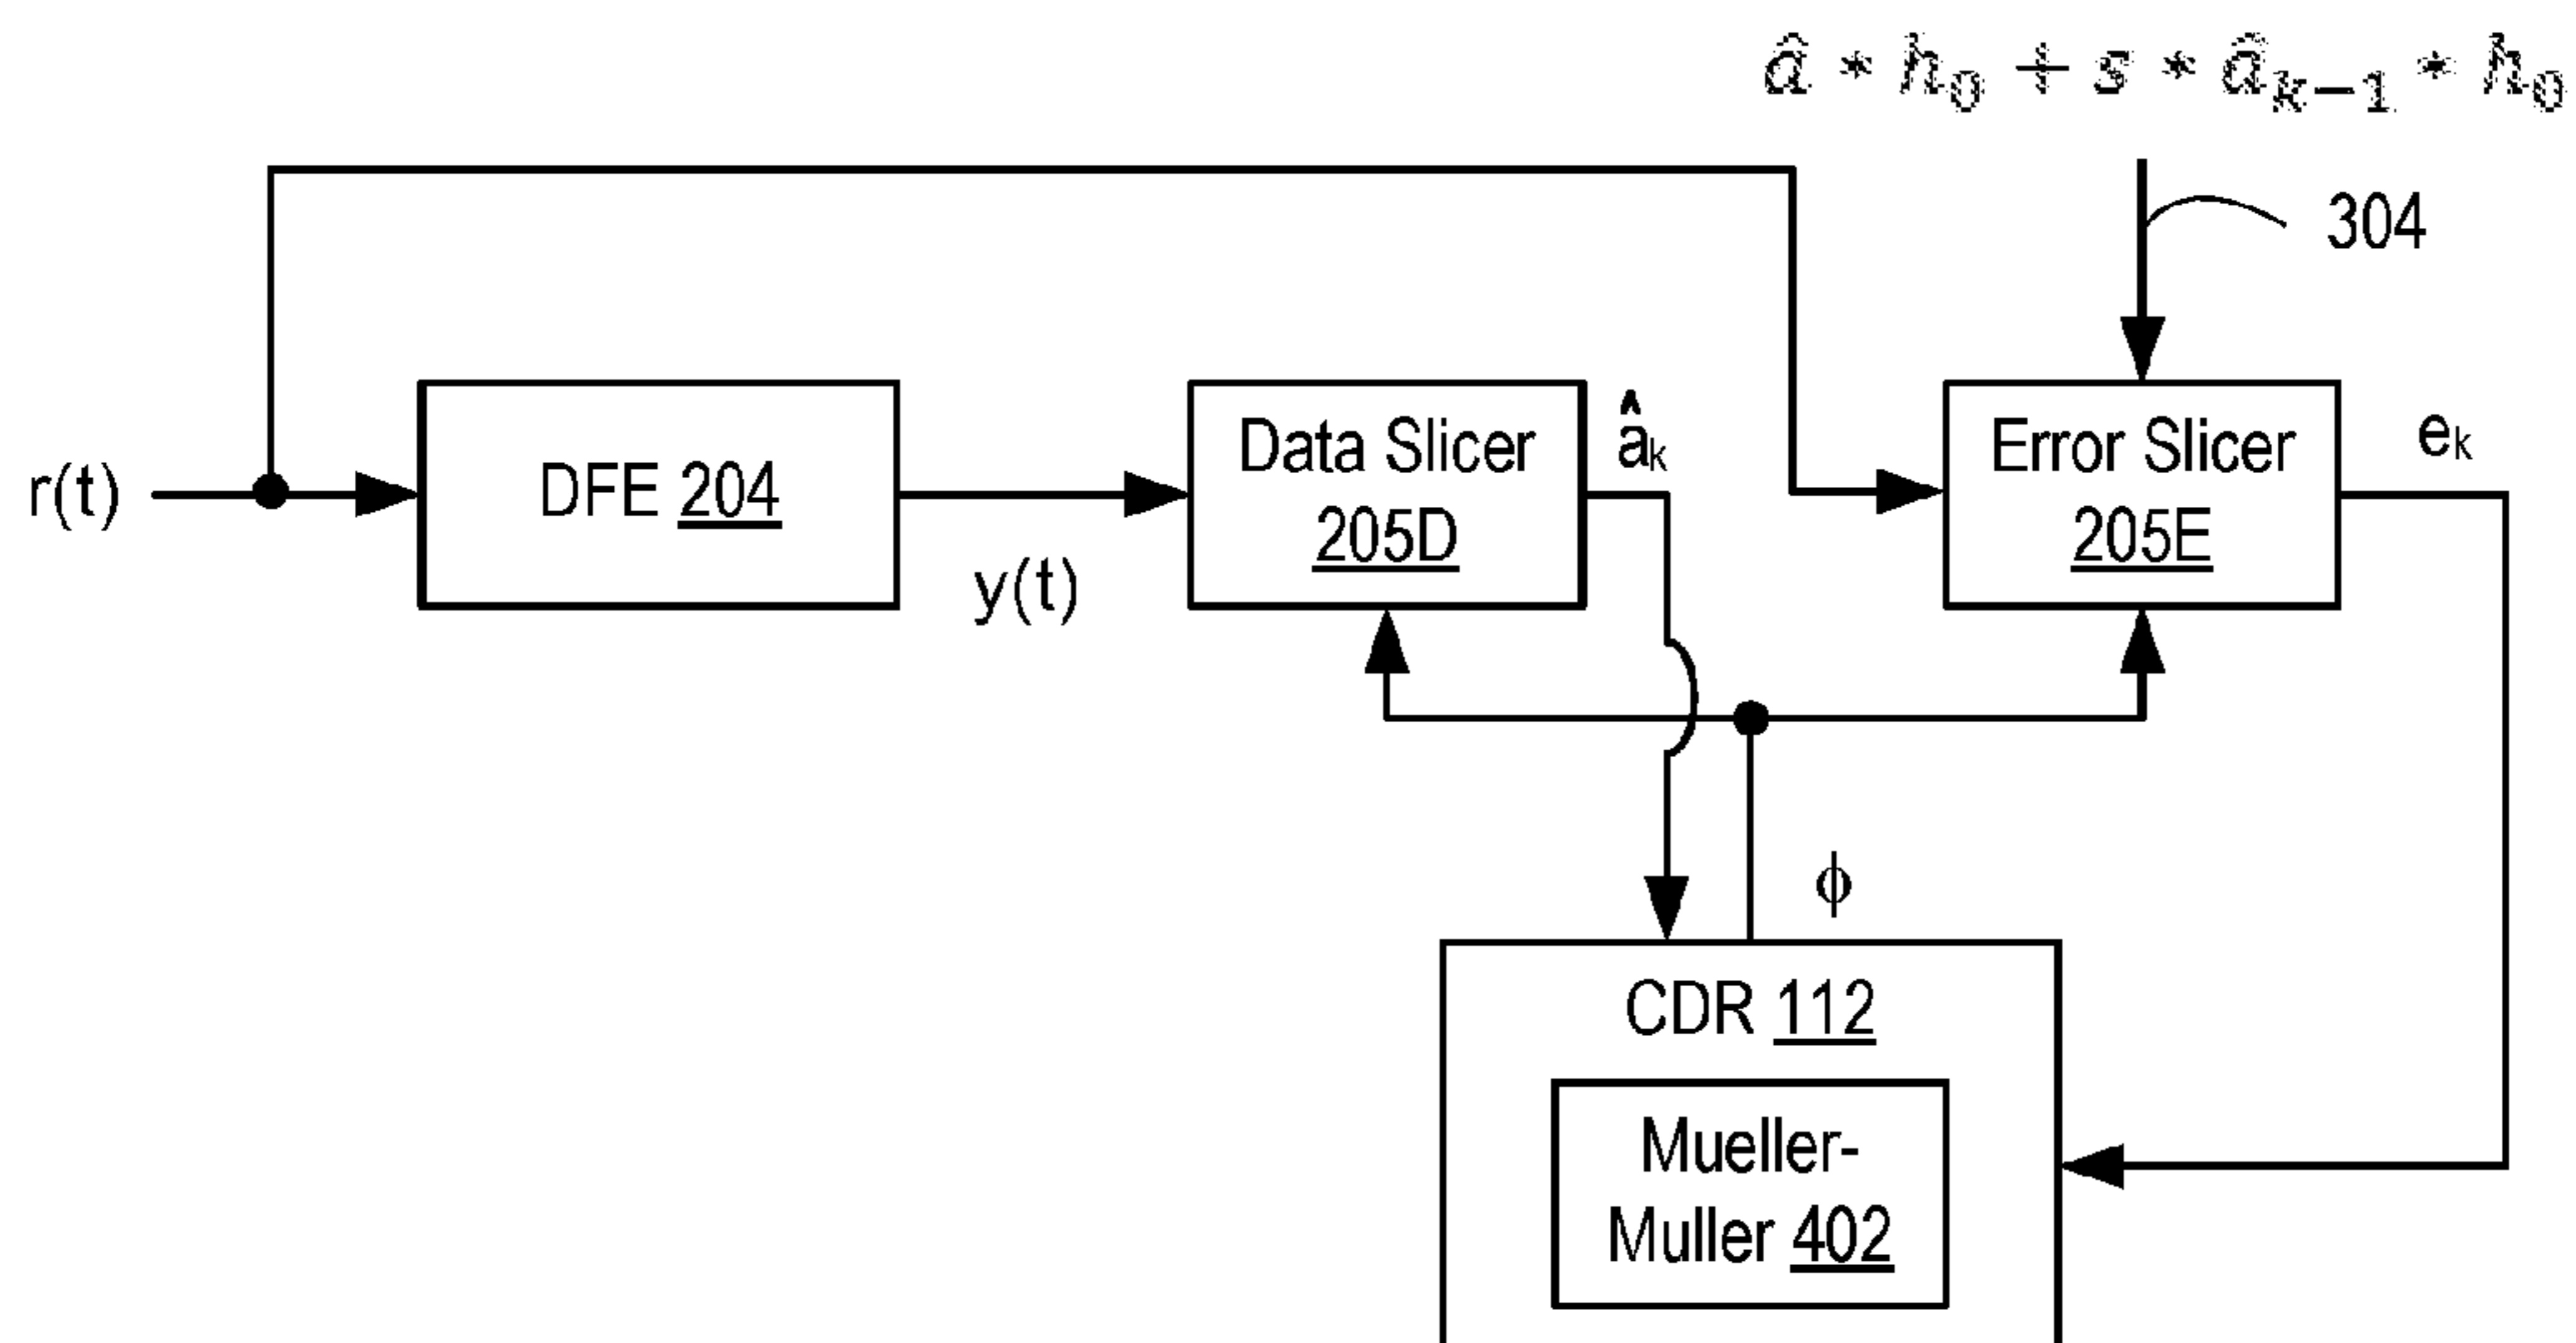 â * h₀ + s * âₖ₋₁ * h₀
304
r(t)
DFE 204
y(t)
Data Slicer
205D
âₖ
Error Slicer
205E
eₖ
ϕ
CDR 112
Mueller-
Muller 402